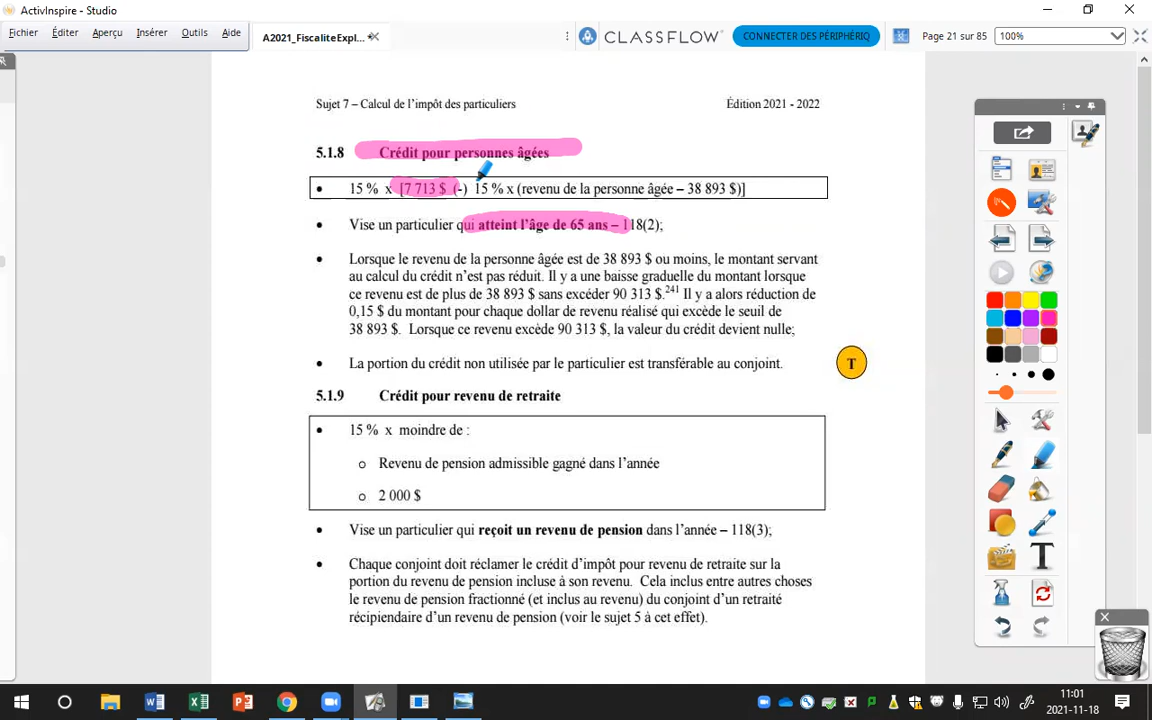 ActivInspire - Studio
Fichier Éditer Aperçu Insérer Outils Aide
A2021_FiscaliteExpl...
CLASSFLOW
CONNECTER DES PÉRIPHÉRIQ
Page 21 sur 85
100%
Sujet 7 – Calcul de l'impôt des particuliers Édition 2021 - 2022
5.1.8 Crédit pour personnes âgées
• 15 % x [7 713 $ (-) 15 % x (revenu de la personne âgée – 38 893 $)]
• Vise un particulier qui atteint l'âge de 65 ans – 118(2);
• Lorsque le revenu de la personne âgée est de 38 893 $ ou moins, le montant servant
au calcul du crédit n'est pas réduit. Il y a une baisse graduelle du montant lorsque
ce revenu est de plus de 38 893 $ sans excéder 90 313 $.241 Il y a alors réduction de
0,15 $ du montant pour chaque dollar de revenu réalisé qui excède le seuil de
38 893 $. Lorsque ce revenu excède 90 313 $, la valeur du crédit devient nulle;
• La portion du crédit non utilisée par le particulier est transférable au conjoint.
T
5.1.9 Crédit pour revenu de retraite
• 15 % x moindre de :
o Revenu de pension admissible gagné dans l'année
o 2 000 $
• Vise un particulier qui reçoit un revenu de pension dans l'année – 118(3);
• Chaque conjoint doit réclamer le crédit d'impôt pour revenu de retraite sur la
portion du revenu de pension incluse à son revenu. Cela inclus entre autres choses
le revenu de pension fractionné (et inclus au revenu) du conjoint d'un retraité
récipiendaire d'un revenu de pension (voir le sujet 5 à cet effet).
11:01
2021-11-18